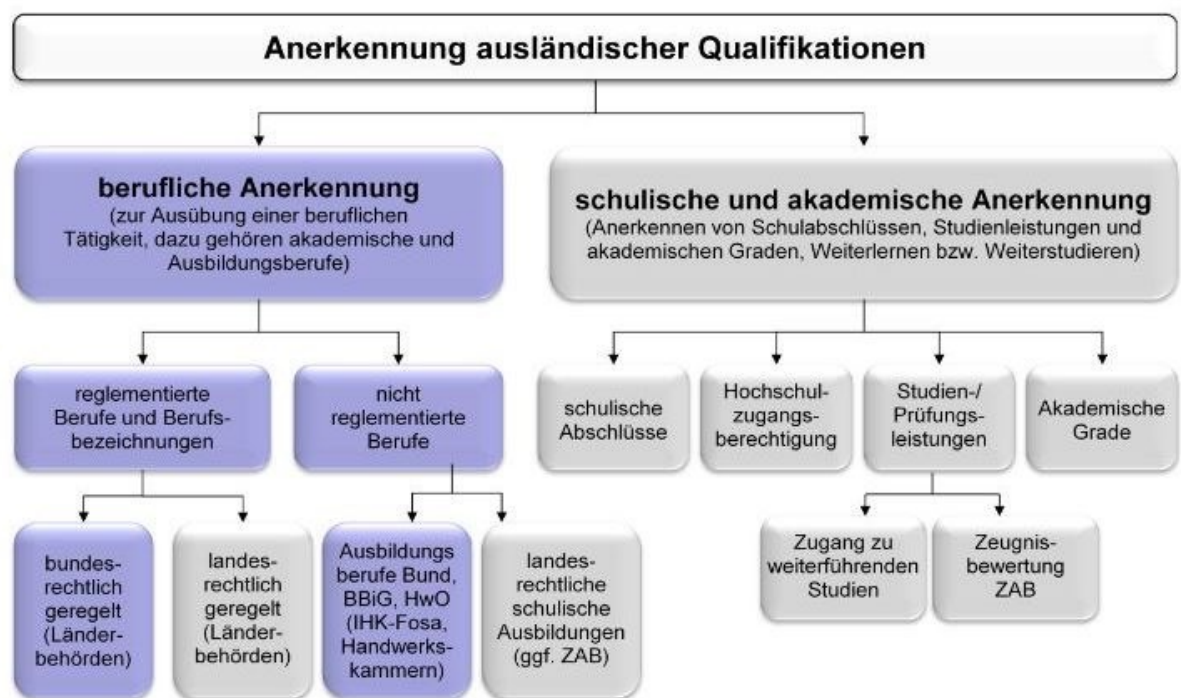 Anerkennung ausländischer Qualifikationen
berufliche Anerkennung
(zur Ausübung einer beruflichen
Tätigkeit, dazu gehören akademische und
Ausbildungsberufe)
schulische und akademische Anerkennung
(Anerkennen von Schulabschlüssen, Studienleistungen und
akademischen Graden, Weiterlernen bzw. Weiterstudieren)
reglementierte
Berufe und Berufs-
bezeichnungen
nicht
reglementierte
Berufe
schulische
Abschlüsse
Hochschul-
zugangs-
berechtigung
Studien-/
Prüfungs-
leistungen
Akademische
Grade
bundes-
rechtlich
geregelt
(Länder-
behörden)
landes-
rechtlich
geregelt
(Länder-
behörden)
Ausbildungs
berufe Bund,
BBiG, HwO
(IHK-Fosa,
Handwerks-
kammern)
landes-
rechtliche
schulische
Ausbildungen
(ggf. ZAB)
Zugang zu
weiterführenden
Studien
Zeugnis-
bewertung
ZAB